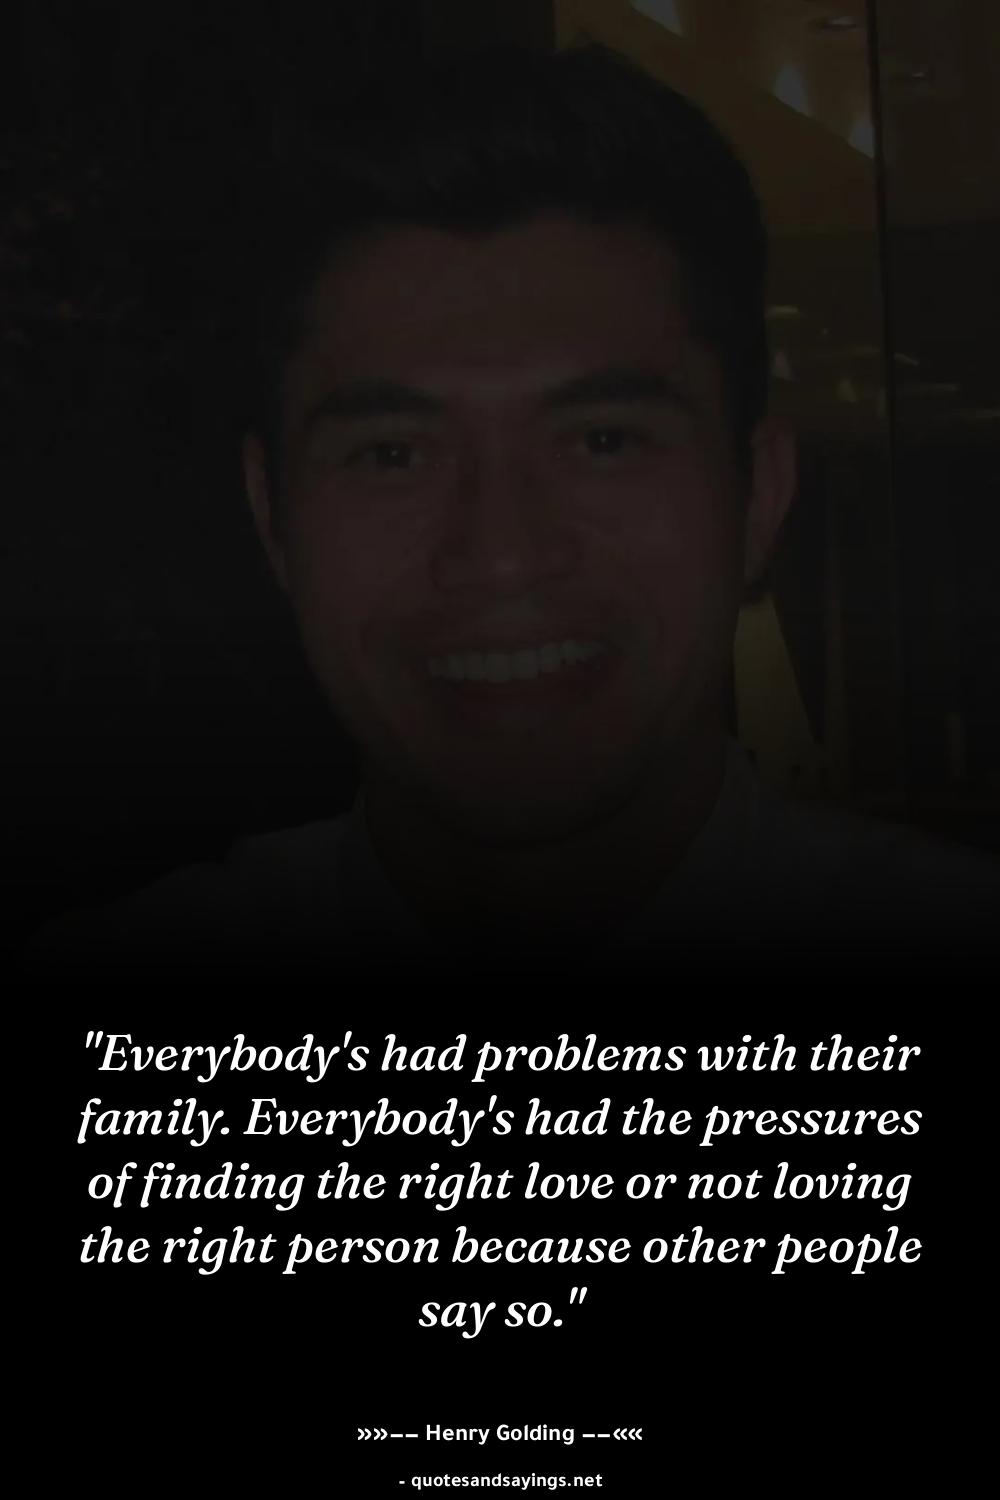 "Everybody's had problems with their
family. Everybody's had the pressures
of finding the right love or not loving
the right person because other people
say so."
»»−− Henry Golding −−««
- quotesandsayings.net